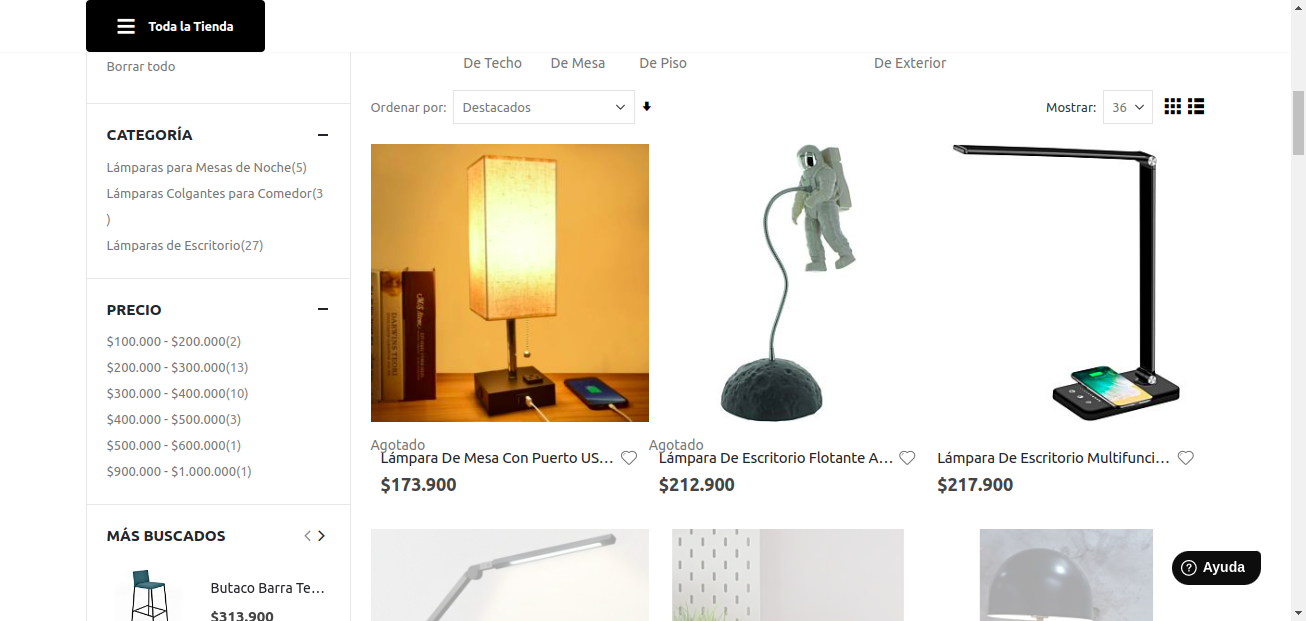 Toda la Tienda
Borrar todo
CATEGORÍA
Lámparas para Mesas de Noche(5)
Lámparas Colgantes para Comedor(3
)
Lámparas de Escritorio(27)
PRECIO
$100.000 - $200.000(2)
$200.000 - $300.000(13)
$300.000 - $400.000(10)
$400.000 - $500.000(3)
$500.000 - $600.000(1)
$900.000 - $1.000.000(1)
MÁS BUSCADOS
Butaco Barra Te...
$313.900
De Techo De Mesa De Piso De Exterior
Ordenar por: Destacados
Mostrar: 36
Agotado
Lámpara De Mesa Con Puerto US...
$173.900
Agotado
Lámpara De Escritorio Flotante A...
$212.900
Lámpara De Escritorio Multifunci...
$217.900
Ayuda